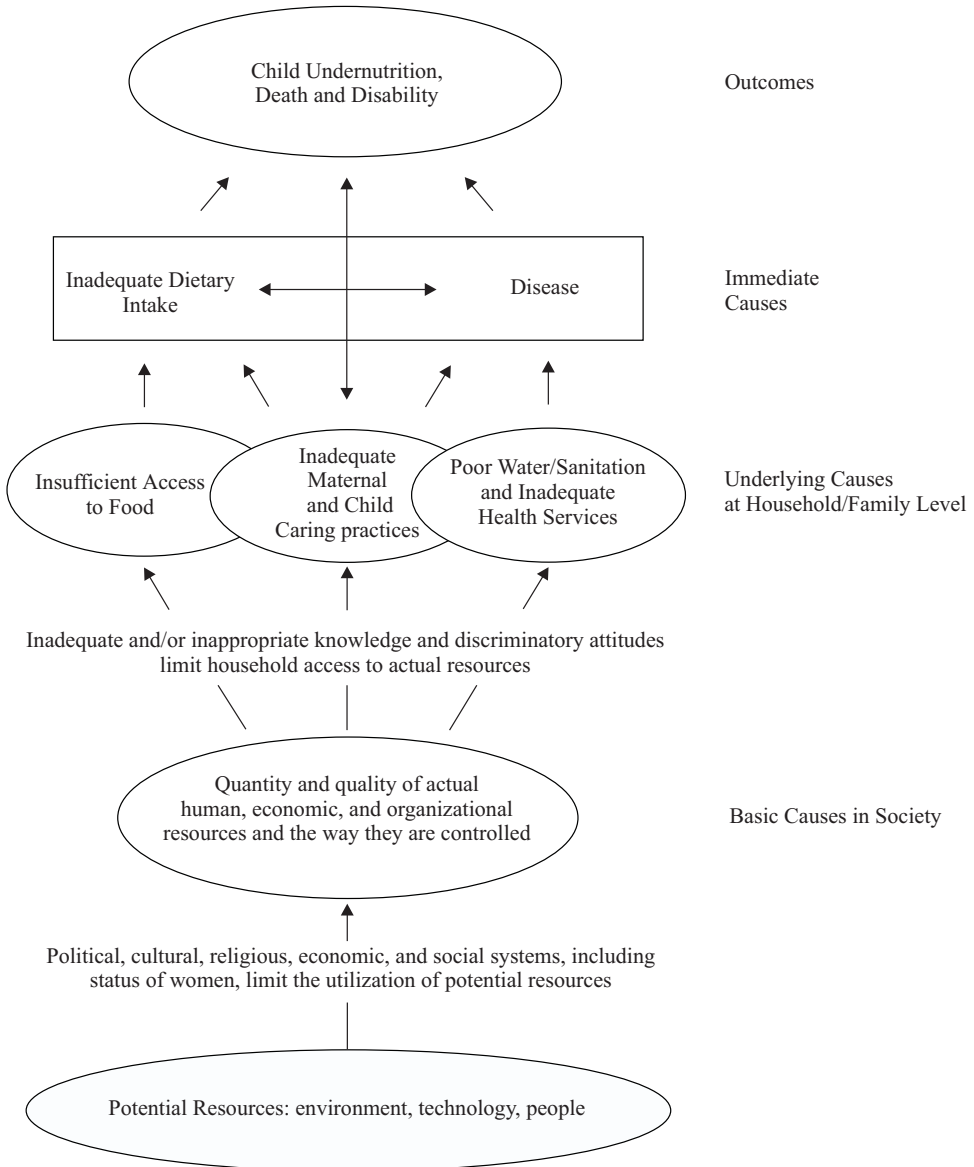 Child Undernutrition,
Death and Disability
Outcomes
Inadequate Dietary
Intake
Disease
Immediate
Causes
Insufficient Access
to Food
Inadequate
Maternal
and Child
Caring practices
Poor Water/Sanitation
and Inadequate
Health Services
Underlying Causes
at Household/Family Level
Inadequate and/or inappropriate knowledge and discriminatory attitudes
limit household access to actual resources
Quantity and quality of actual
human, economic, and organizational
resources and the way they are controlled
Basic Causes in Society
Political, cultural, religious, economic, and social systems, including
status of women, limit the utilization of potential resources
Potential Resources: environment, technology, people